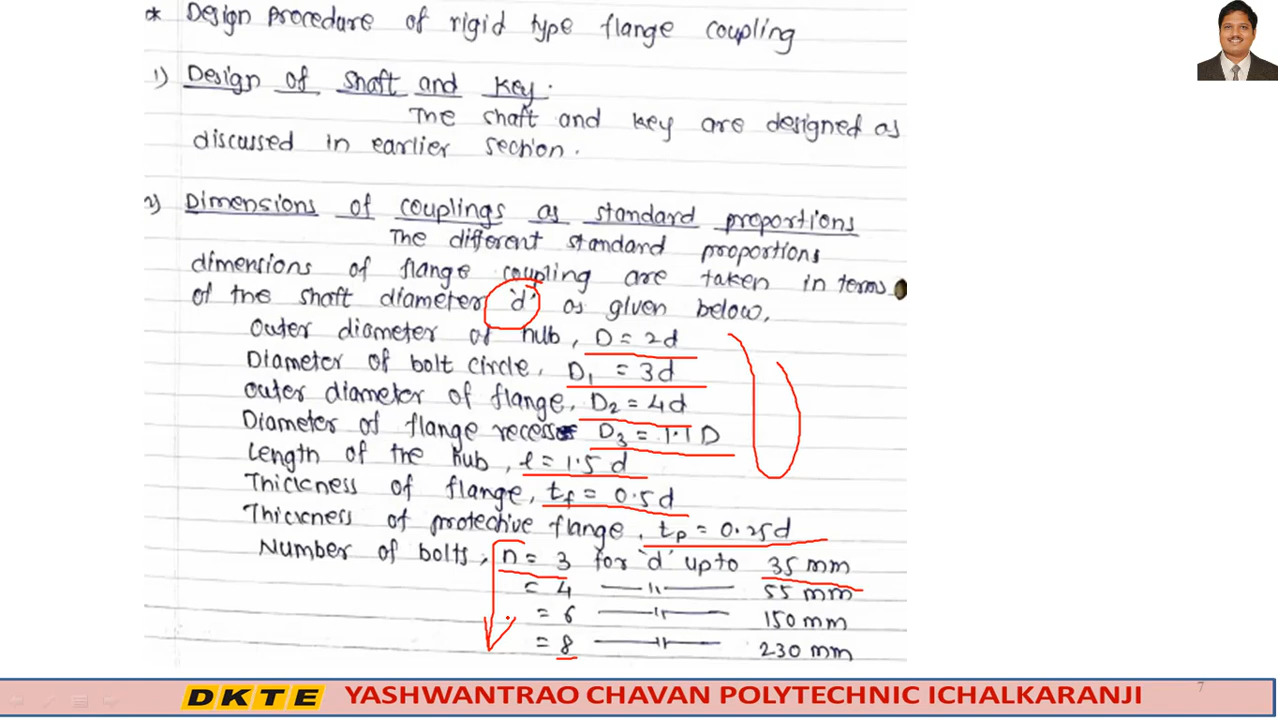 * Design procedure of rigid type flange coupling
1) Design of shaft and key.
The shaft and key are designed as
discussed in earlier section.
2) Dimensions of couplings as standard proportions
The different standard proportions
dimensions of flange coupling are taken in terms
of the shaft diameter 'd' as given below,
Outer diameter of hub, D = 2d
Diameter of bolt circle, D₁ = 3d
Outer diameter of flange, D₂ = 4d
Diameter of flange recess D₃ = 1.1 D
Length of the hub, l = 1.5 d
Thickness of flange, tf = 0.5d
Thickness of protective flange, tp = 0.25d
Number of bolts, n = 3 for 'd' upto 35 mm
= 4 —〃— 55 mm
= 6 —〃— 150 mm
= 8 —〃— 230 mm
7
DKTE YASHWANTRAO CHAVAN POLYTECHNIC ICHALKARANJI